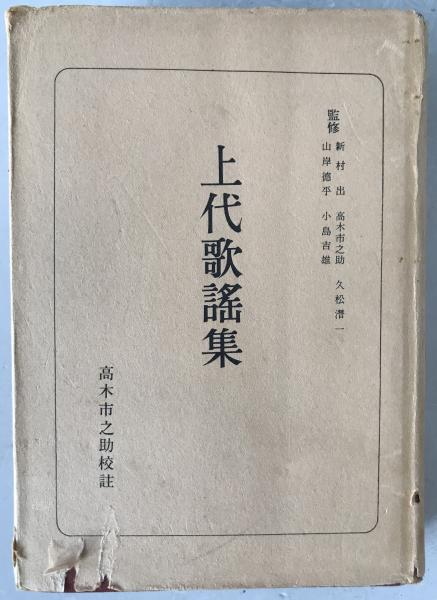 監修
新村出 高木市之助 久松潜一
山岸徳平 小島吉雄
上代歌謠集
高木市之助校註